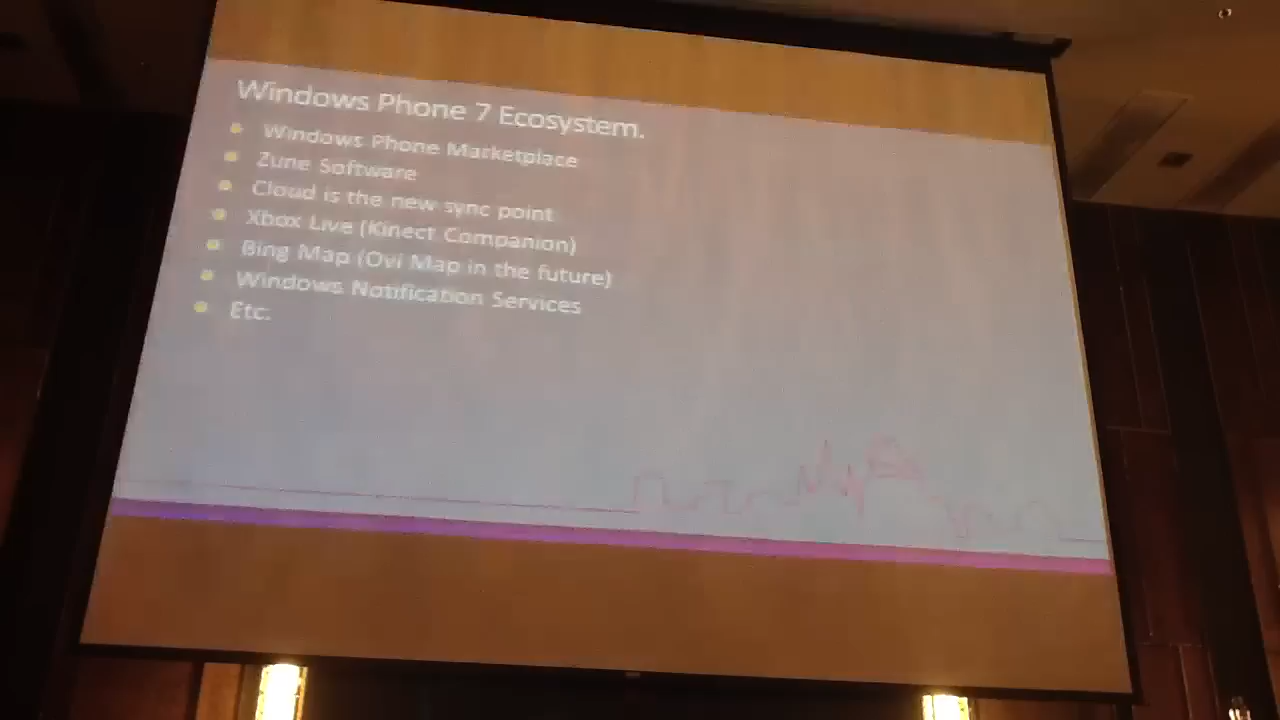 Windows Phone 7 Ecosystem.
Windows Phone Marketplace
Zune Software
Cloud is the new sync point
Xbox Live (Kinect Companion)
Bing Map (Ovi Map in the future)
Windows Notification Services
Etc.